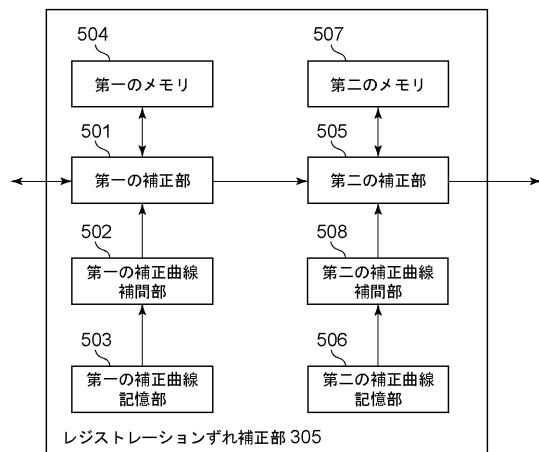 504
第一のメモリ
507
第二のメモリ
501
第一の補正部
505
第二の補正部
502
第一の補正曲線
補間部
508
第二の補正曲線
補間部
503
第一の補正曲線
記憶部
506
第二の補正曲線
記憶部
レジストレーションずれ補正部 305